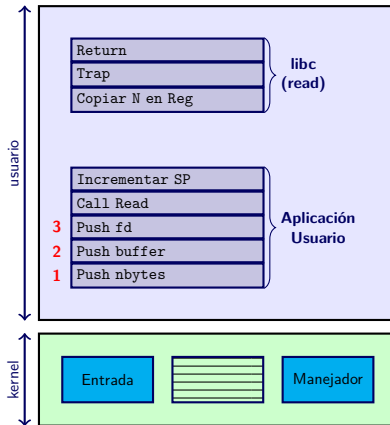 usuario
Return
Trap
Copiar N en Reg
libc
(read)
Incrementar SP
Call Read
3 Push fd
2 Push buffer
1 Push nbytes
Aplicación
Usuario
kernel
Entrada
Manejador